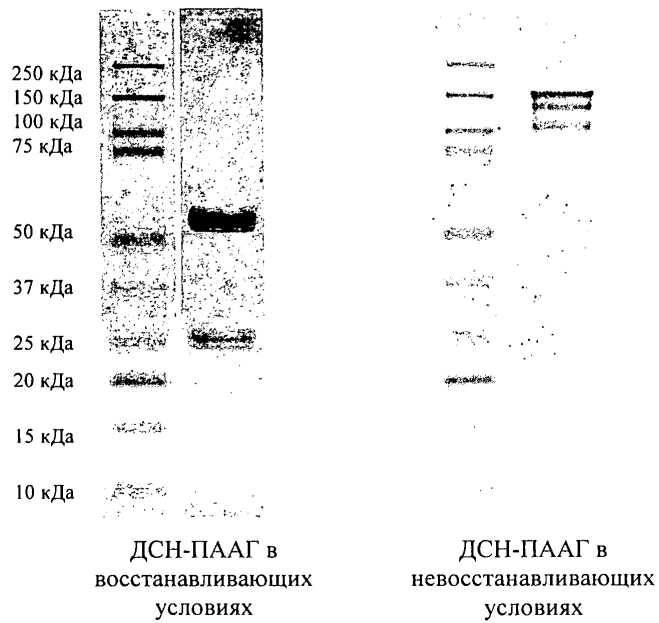 250 кДа
150 кДа
100 кДа
75 кДа
50 кДа
37 кДа
25 кДа
20 кДа
15 кДа
10 кДа
ДСН-ПААГ в
восстанавливающих
условиях
ДСН-ПААГ в
невосстанавливающих
условиях